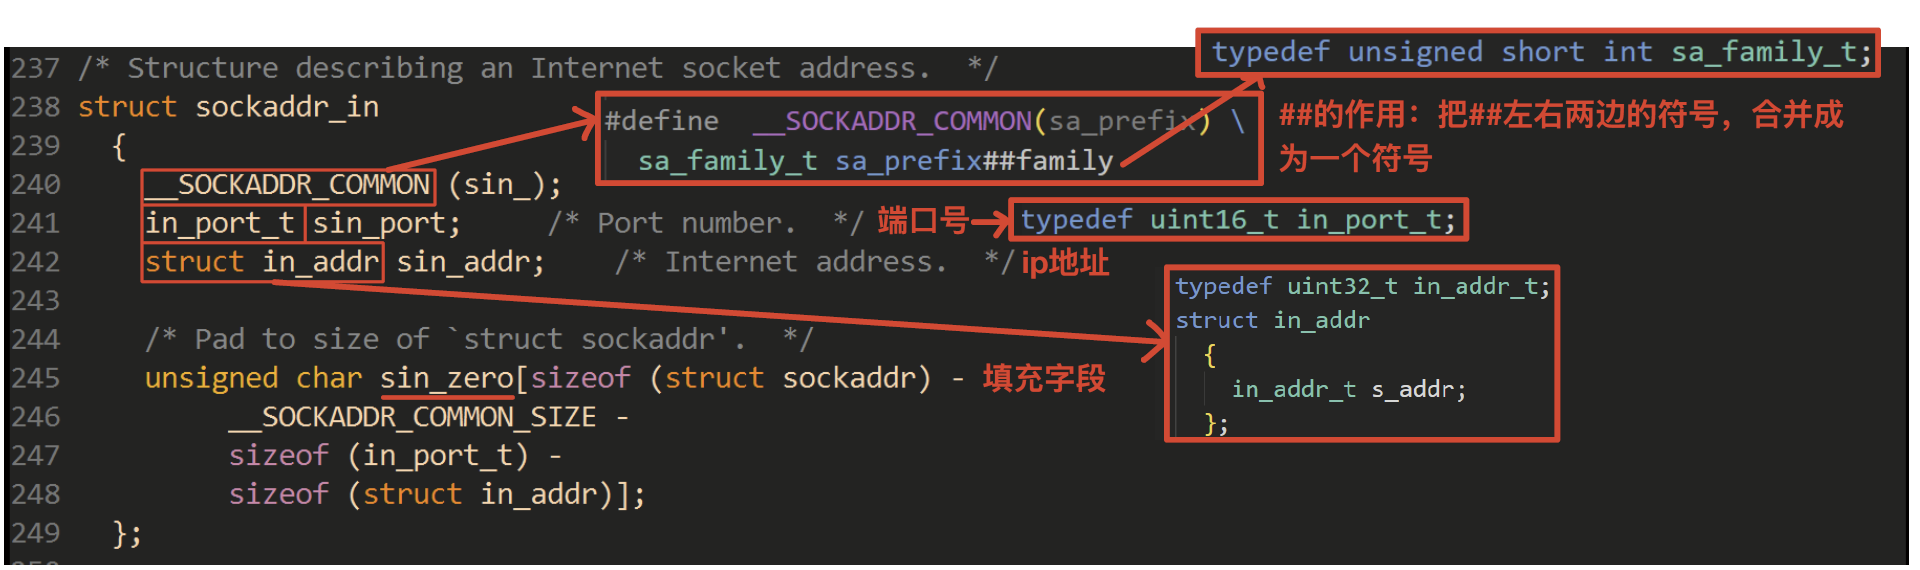 typedef unsigned short int sa_family_t;
237 /* Structure describing an Internet socket address.  */
238 struct sockaddr_in
#define  __SOCKADDR_COMMON(sa_prefix) \
sa_family_t sa_prefix##family
##的作用：把##左右两边的符号，合并成
为一个符号
239 {
240 __SOCKADDR_COMMON (sin_);
241 in_port_t sin_port;     /* Port number.  */ 端口号 typedef uint16_t in_port_t;
242 struct in_addr sin_addr;    /* Internet address.  */ ip地址
typedef uint32_t in_addr_t;
struct in_addr
{
in_addr_t s_addr;
};
243
244 /* Pad to size of `struct sockaddr'.  */
245 unsigned char sin_zero[sizeof (struct sockaddr) - 填充字段
246 __SOCKADDR_COMMON_SIZE -
247 sizeof (in_port_t) -
248 sizeof (struct in_addr)];
249 };